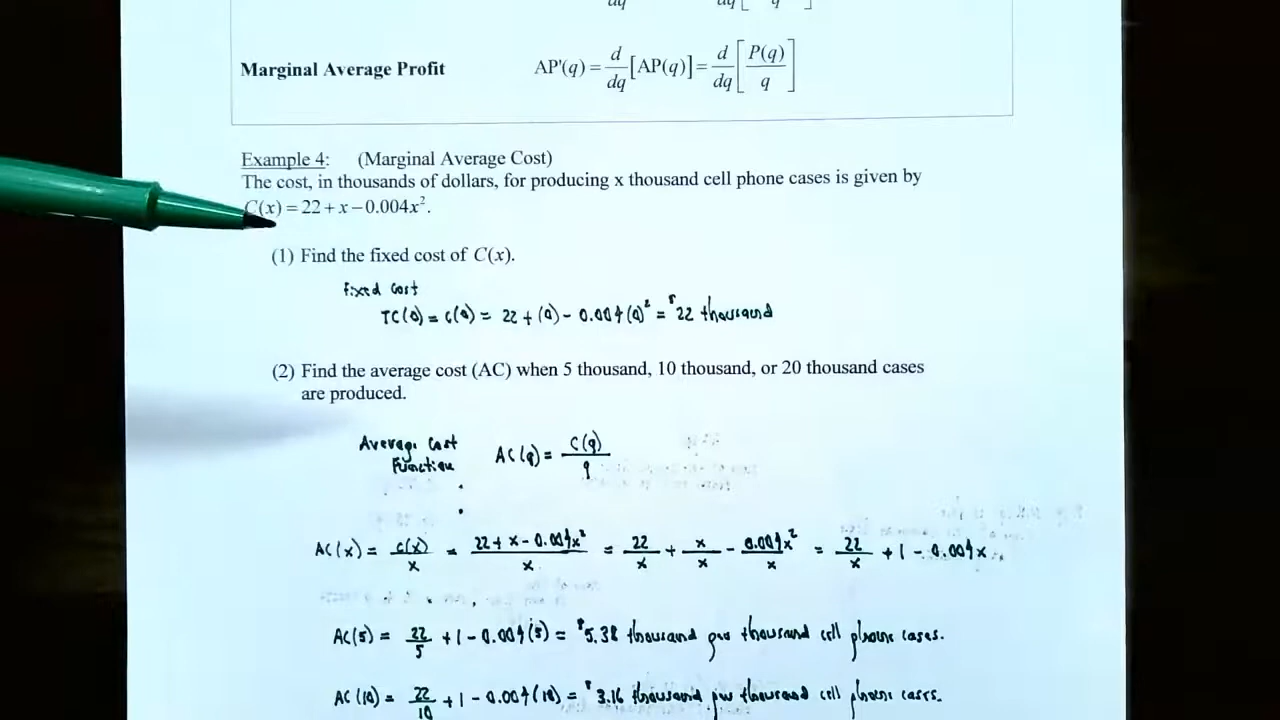 Marginal Average Profit AP'(q) = d/dq [AP(q)] = d/dq [P(q)/q]
Example 4: (Marginal Average Cost)
The cost, in thousands of dollars, for producing x thousand cell phone cases is given by
C(x) = 22 + x − 0.004x².
(1) Find the fixed cost of C(x).
Fixed Cost
TC(0) = C(0) = 22 + (0) − 0.004(0)² = $22 thousand
(2) Find the average cost (AC) when 5 thousand, 10 thousand, or 20 thousand cases
are produced.
Average Cost
Function AC(q) = C(q)/q
AC(x) = C(x)/x = (22 + x − 0.004x²)/x = 22/x + x/x − 0.004x²/x = 22/x + 1 − 0.004x
AC(5) = 22/5 + 1 − 0.004(5) = $5.38 thousand per thousand cell phone cases.
AC(10) = 22/10 + 1 − 0.004(10) = $3.16 thousand per thousand cell phone cases.